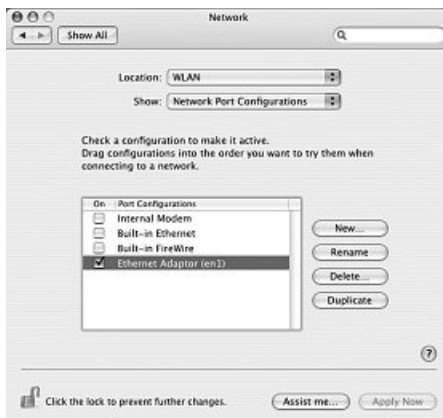 Network
Show All
Location: WLAN
Show: Network Port Configurations
Check a configuration to make it active.
Drag configurations into the order you want to try them when
connecting to a network.
On Port Configurations
Internal Modem
Built-in Ethernet
Built-in FireWire
Ethernet Adaptor (en1)
New...
Rename
Delete...
Duplicate
?
Click the lock to prevent further changes.
Assist me...
Apply Now